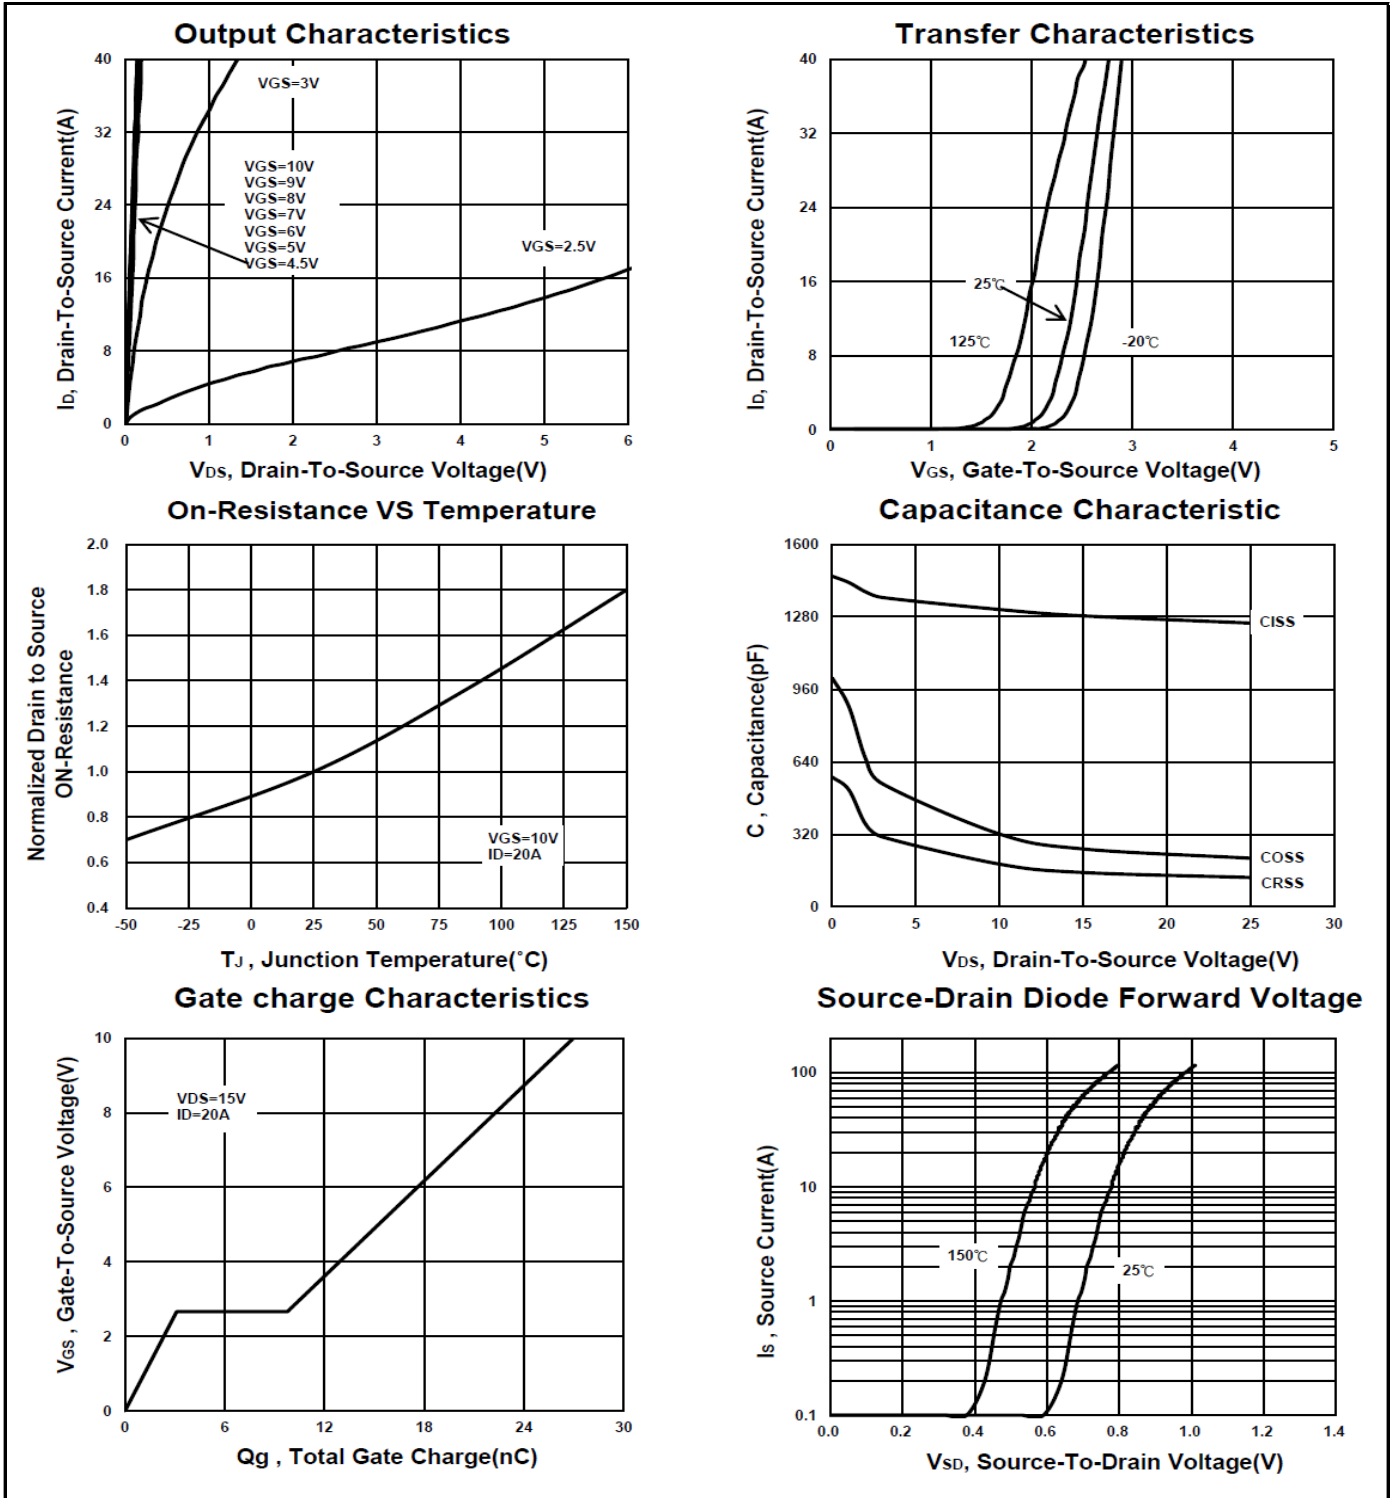 Output Characteristics
40
32
24
16
8
0
0 1 2 3 4 5 6
ID, Drain-To-Source Current(A)
VGS=3V
VGS=10V
VGS=9V
VGS=8V
VGS=7V
VGS=6V
VGS=5V
VGS=4.5V
VGS=2.5V
VDS, Drain-To-Source Voltage(V)
Transfer Characteristics
40
32
24
16
8
0
0 1 2 3 4 5
ID, Drain-To-Source Current(A)
25℃
125℃
-20℃
VGS, Gate-To-Source Voltage(V)
On-Resistance VS Temperature
2.0
1.8
1.6
1.4
1.2
1.0
0.8
0.6
0.4
-50 -25 0 25 50 75 100 125 150
Normalized Drain to Source
ON-Resistance
VGS=10V
ID=20A
TJ , Junction Temperature(˚C)
Capacitance Characteristic
1600
1280
960
640
320
0
0 5 10 15 20 25 30
C , Capacitance(pF)
CISS
COSS
CRSS
VDS, Drain-To-Source Voltage(V)
Gate charge Characteristics
10
8
6
4
2
0
0 6 12 18 24 30
VGS , Gate-To-Source Voltage(V)
VDS=15V
ID=20A
Qg , Total Gate Charge(nC)
Source-Drain Diode Forward Voltage
100
10
1
0.1
0.0 0.2 0.4 0.6 0.8 1.0 1.2 1.4
IS , Source Current(A)
150℃
25℃
VSD, Source-To-Drain Voltage(V)